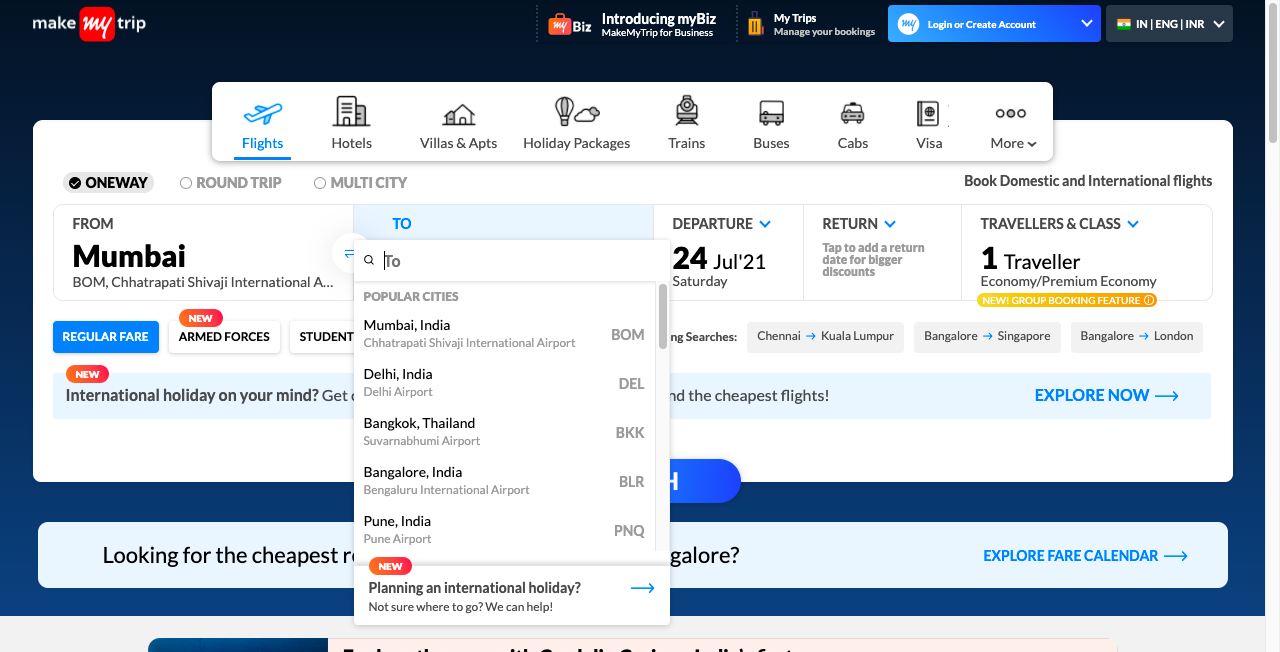 make my trip
my Biz
Introducing myBiz
MakeMyTrip for Business
My Trips
Manage your bookings
my
Login or Create Account
IN | ENG | INR
Flights
Hotels
Villas & Apts
Holiday Packages
Trains
Buses
Cabs
Visa
More
ONEWAY
ROUND TRIP
MULTI CITY
Book Domestic and International flights
FROM
Mumbai
BOM, Chhatrapati Shivaji International A...
TO
To
DEPARTURE
24 Jul'21
Saturday
RETURN
Tap to add a return
date for bigger
discounts
TRAVELLERS & CLASS
1 Traveller
Economy/Premium Economy
NEW! GROUP BOOKING FEATURE
REGULAR FARE
NEW
ARMED FORCES
STUDENT
ng Searches:
Chennai → Kuala Lumpur
Bangalore → Singapore
Bangalore → London
NEW
International holiday on your mind? Get
nd the cheapest flights!
EXPLORE NOW
POPULAR CITIES
Mumbai, India
Chhatrapati Shivaji International Airport
BOM
Delhi, India
Delhi Airport
DEL
Bangkok, Thailand
Suvarnabhumi Airport
BKK
Bangalore, India
Bengaluru International Airport
BLR
Pune, India
Pune Airport
PNQ
NEW
Planning an international holiday?
Not sure where to go? We can help!
H
Looking for the cheapest
galore?
EXPLORE FARE CALENDAR